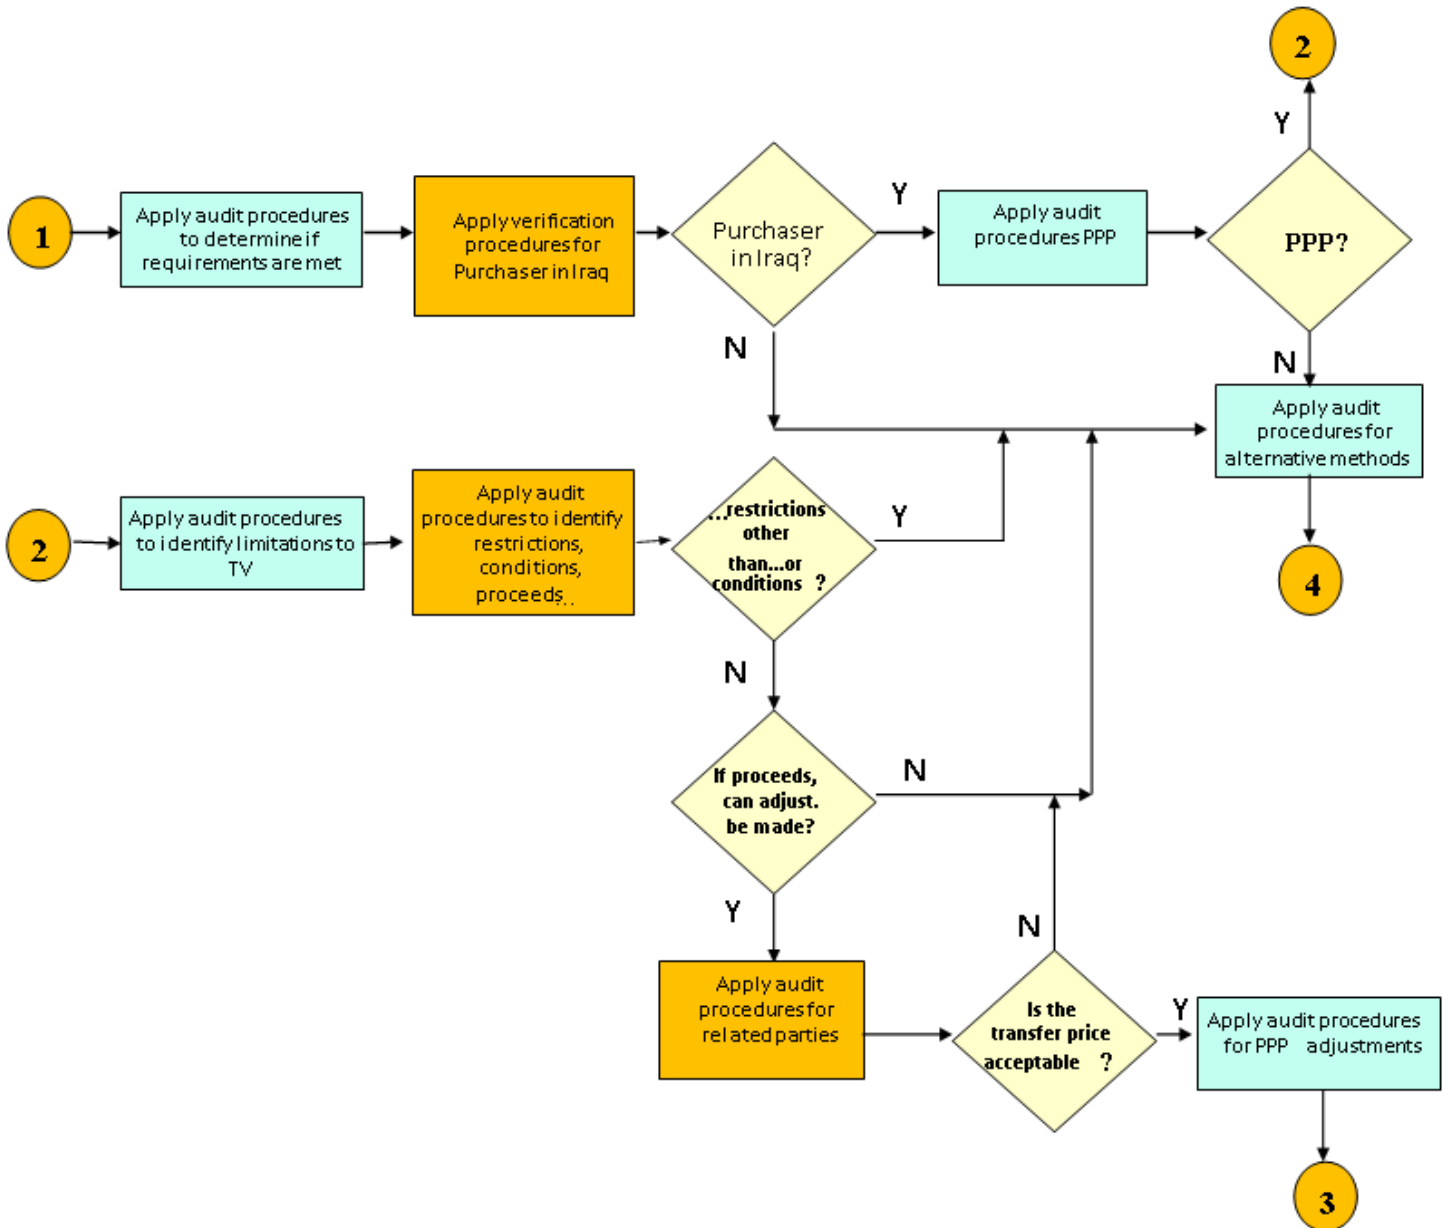 2
Y
1
Apply audit procedures
to determine if
requirements are met
Apply verification
procedures for
Purchaser in Iraq
Purchaser
in Iraq?
Y
Apply audit
procedures PPP
PPP?
N
N
Apply audit
procedures for
alternative methods
4
2
Apply audit procedures
to identify limitations to
TV
Apply audit
procedures to identify
restrictions,
conditions,
proceeds...
...restrictions
other
than...or
conditions ?
Y
N
If proceeds,
can adjust.
be made?
N
Y
Apply audit
procedures for
related parties
N
Is the
transfer price
acceptable ?
Y
Apply audit procedures
for PPP adjustments
3